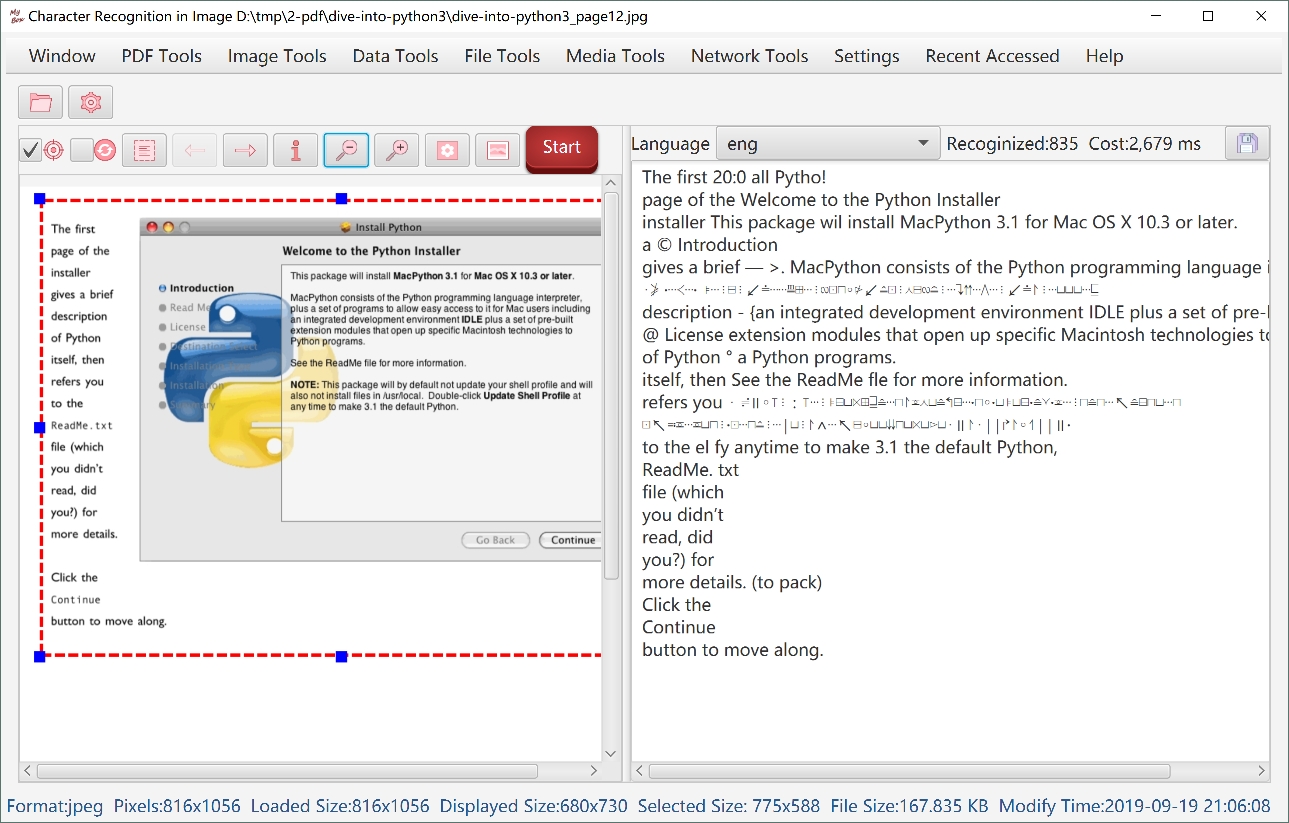 My Box
Character Recognition in Image D:\tmp\2-pdf\dive-into-python3\dive-into-python3_page12.jpg
Window PDF Tools Image Tools Data Tools File Tools Media Tools Network Tools Settings Recent Accessed Help
Start
The first
page of the
installer
gives a brief
description
of Python
itself, then
refers you
to the
ReadMe.txt
file (which
you didn't
read, did
you?) for
more details.
Click the
Continue
button to move along.
Install Python
Welcome to the Python Installer
Introduction
Read Me
License
Destination Select
Installation
Installation
Summary
This package will install MacPython 3.1 for Mac OS X 10.3 or later.
MacPython consists of the Python programming language interpreter,
plus a set of programs to allow easy access to it for Mac users including
an integrated development environment IDLE plus a set of pre-built
extension modules that open up specific Macintosh technologies to
Python programs.
See the ReadMe file for more information.
NOTE: This package will by default not update your shell profile and will
also not install files in /usr/local. Double-click Update Shell Profile at
any time to make 3.1 the default Python.
Go Back Continue
Language eng Recoginized:835 Cost:2,679 ms
The first 20:0 all Pytho!
page of the Welcome to the Python Installer
installer This package wil install MacPython 3.1 for Mac OS X 10.3 or later.
a © Introduction
gives a brief — >. MacPython consists of the Python programming language i
description - {an integrated development environment IDLE plus a set of pre-l
@ License extension modules that open up specific Macintosh technologies to
of Python ° a Python programs.
itself, then See the ReadMe fle for more information.
refers you
to the el fy anytime to make 3.1 the default Python,
ReadMe. txt
file (which
you didn't
read, did
you?) for
more details. (to pack)
Click the
Continue
button to move along.
Format:jpeg Pixels:816x1056 Loaded Size:816x1056 Displayed Size:680x730 Selected Size: 775x588 File Size:167.835 KB Modify Time:2019-09-19 21:06:08